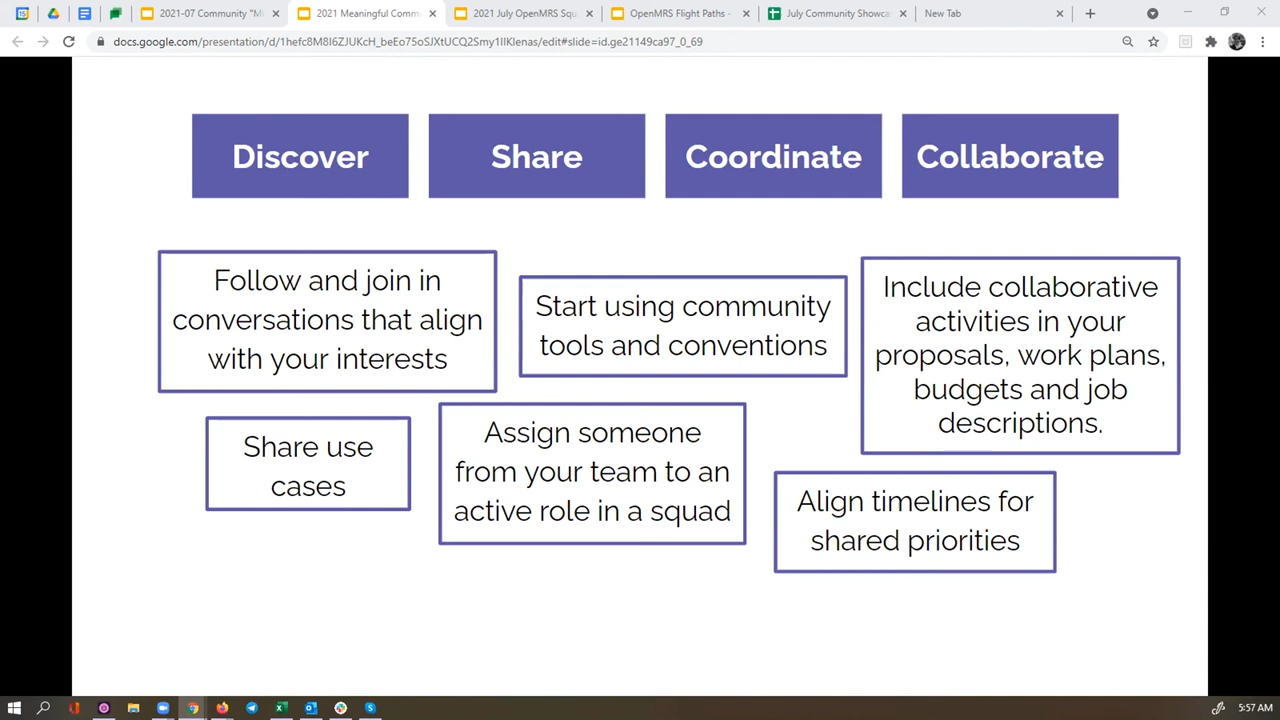 2021-07 Community "M
2021 Meaningful Comm
2021 July OpenMRS Squ
OpenMRS Flight Paths -
July Community Showca
New Tab
docs.google.com/presentation/d/1hefc8M8I6ZJUKcH_beEo75oSJXtUCQ2Smy1IIKIenas/edit#slide=id.ge21149ca97_0_69
Discover
Share
Coordinate
Collaborate
Follow and join in
conversations that align
with your interests
Start using community
tools and conventions
Include collaborative
activities in your
proposals, work plans,
budgets and job
descriptions.
Share use
cases
Assign someone
from your team to an
active role in a squad
Align timelines for
shared priorities
5:57 AM